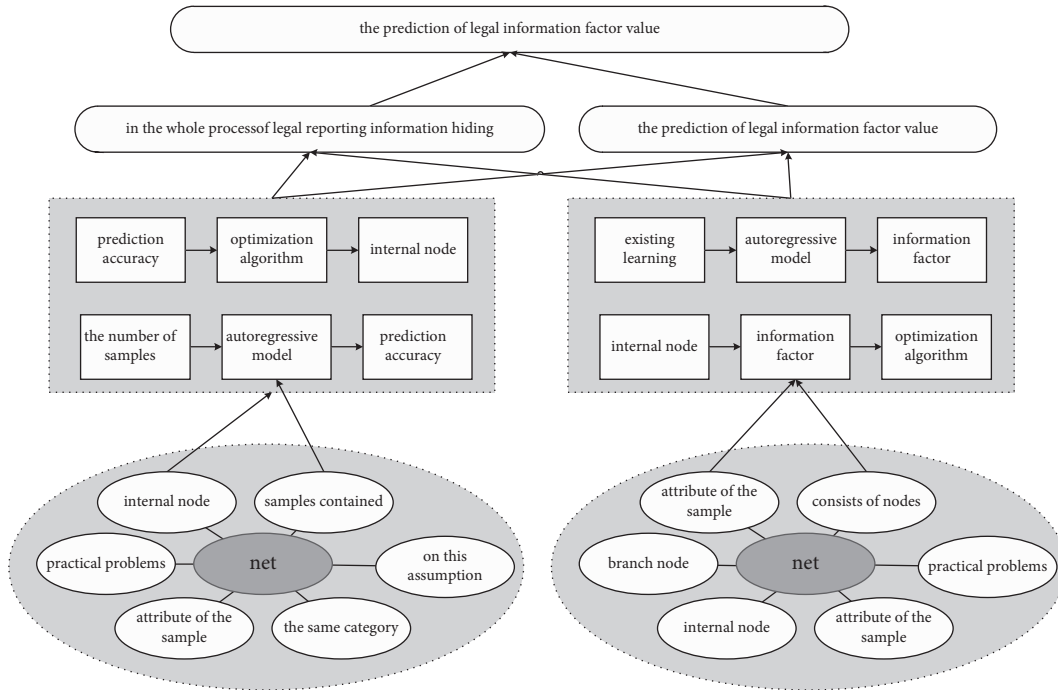 the prediction of legal information factor value
in the whole processof legal reporting information hiding
the prediction of legal information factor value
prediction
accuracy
optimization
algorithm
internal node
existing
learning
autoregressive
model
information
factor
the number of
samples
autoregressive
model
prediction
accuracy
internal node
information
factor
optimization
algorithm
internal node
samples contained
practical problems
net
on this
assumption
attribute of the
sample
the same category
attribute of the
sample
consists of nodes
branch node
net
practical problems
internal node
attribute of the
sample